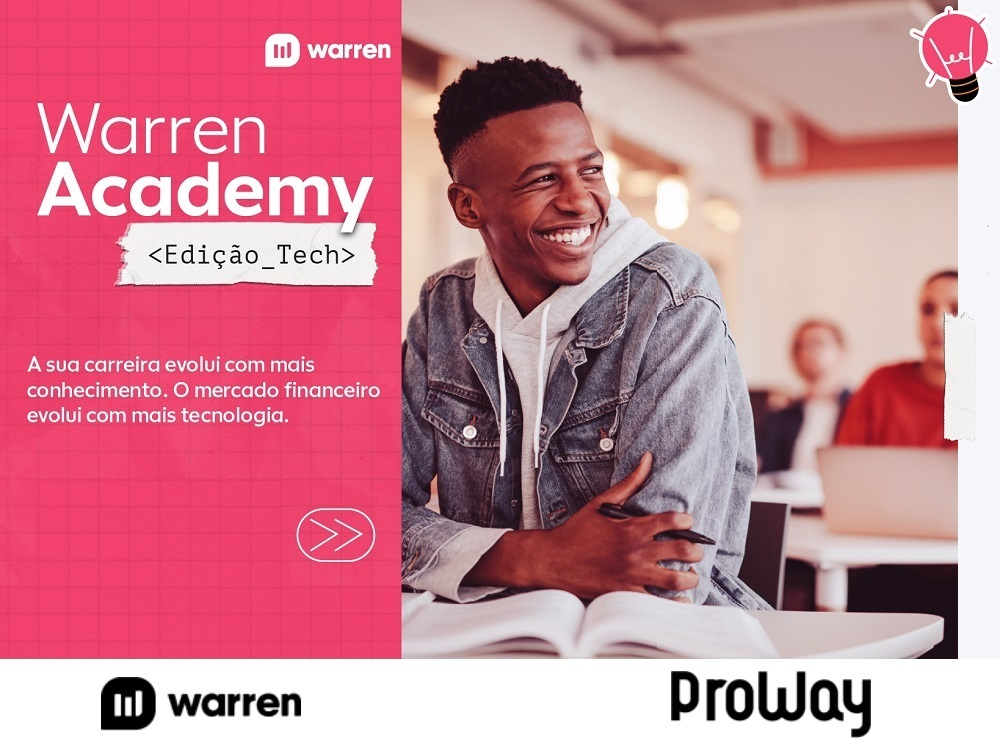 warren
Warren
Academy
<Edição_Tech>
A sua carreira evolui com mais
conhecimento. O mercado financeiro
evolui com mais tecnologia.
warren
ProWay